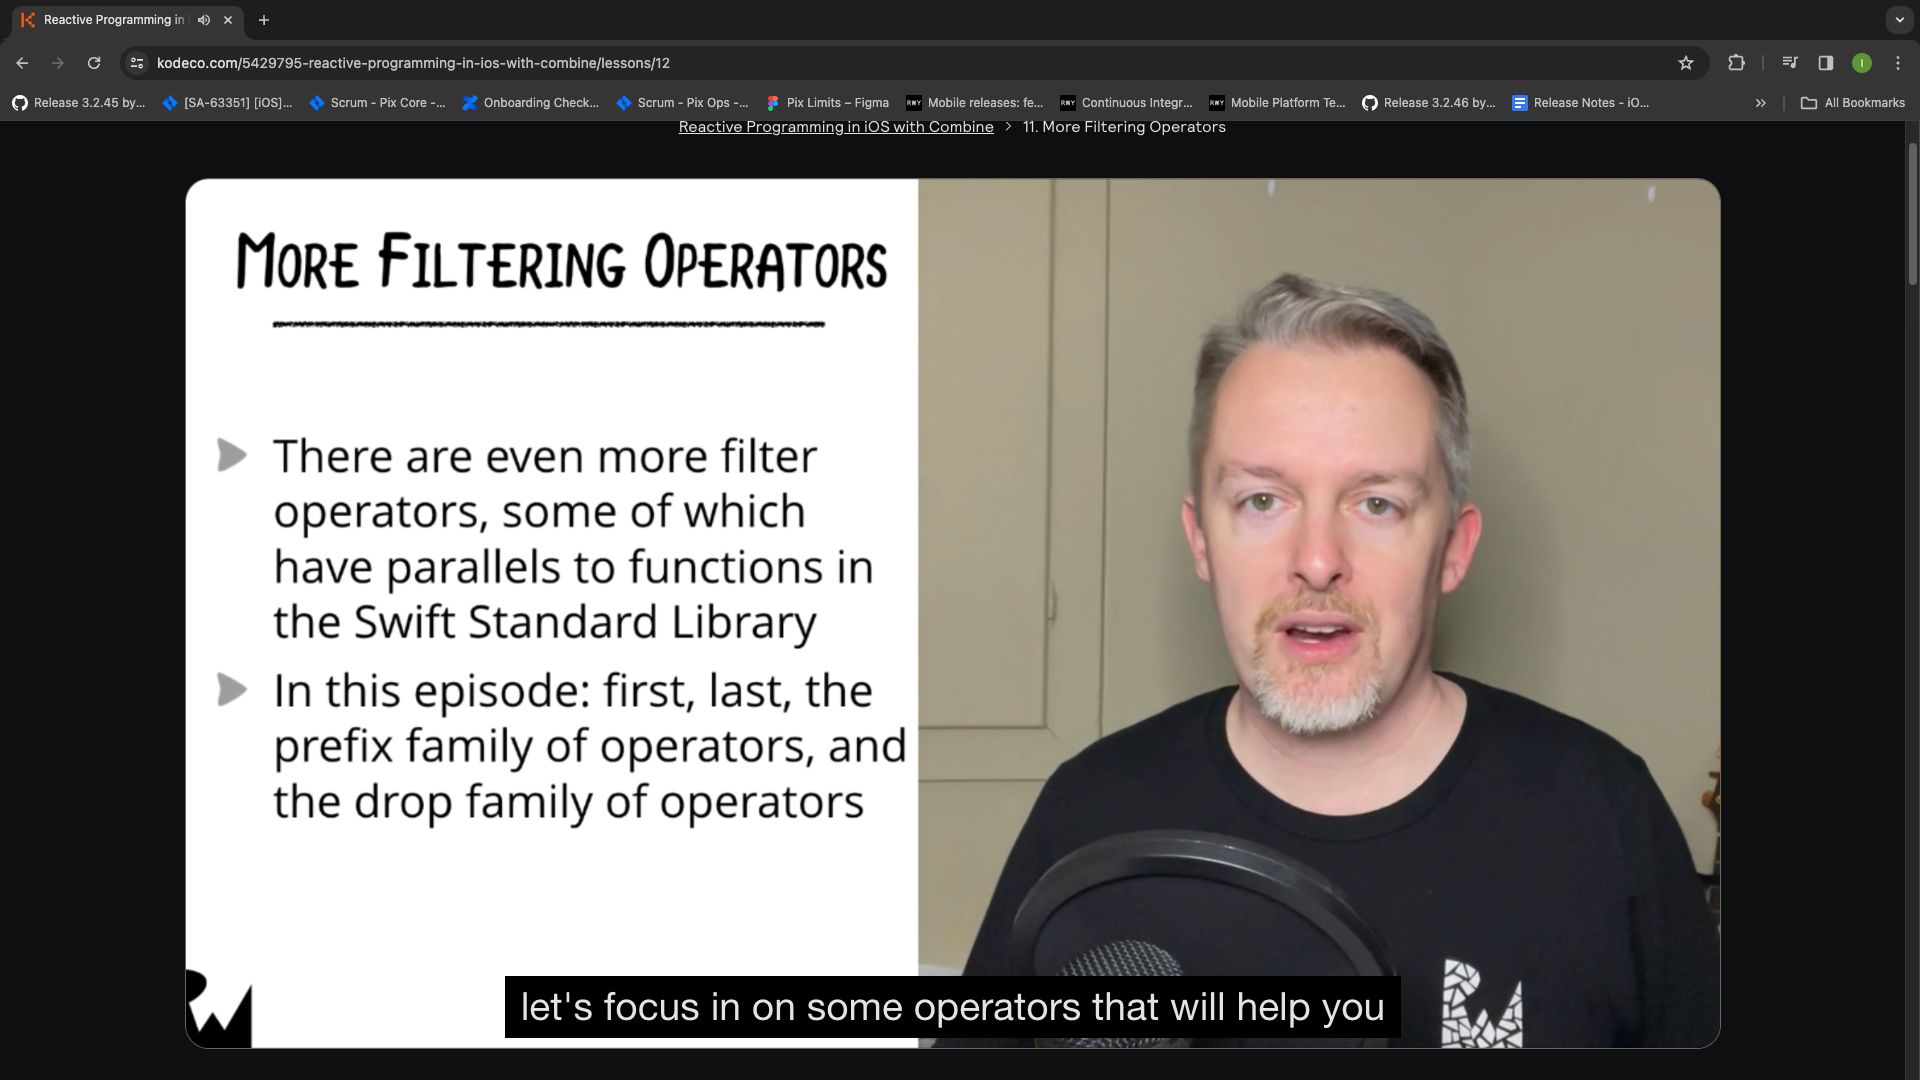 Reactive Programming in
kodeco.com/5429795-reactive-programming-in-ios-with-combine/lessons/12
I
Release 3.2.45 by...
[SA-63351] [iOS]...
Scrum - Pix Core -...
Onboarding Check...
Scrum - Pix Ops -...
Pix Limits – Figma
RWY
Mobile releases: fe...
RWY
Continuous Integr...
RWY
Mobile Platform Te...
Release 3.2.46 by...
Release Notes - iO...
All Bookmarks
Reactive Programming in iOS with Combine > 11. More Filtering Operators
More Filtering Operators
There are even more filter
operators, some of which
have parallels to functions in
the Swift Standard Library
In this episode: first, last, the
prefix family of operators, and
the drop family of operators
let's focus in on some operators that will help you